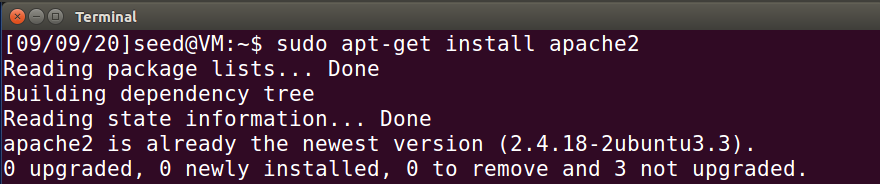 Terminal
[09/09/20]seed@VM:~$ sudo apt-get install apache2
Reading package lists... Done
Building dependency tree
Reading state information... Done
apache2 is already the newest version (2.4.18-2ubuntu3.3).
0 upgraded, 0 newly installed, 0 to remove and 3 not upgraded.